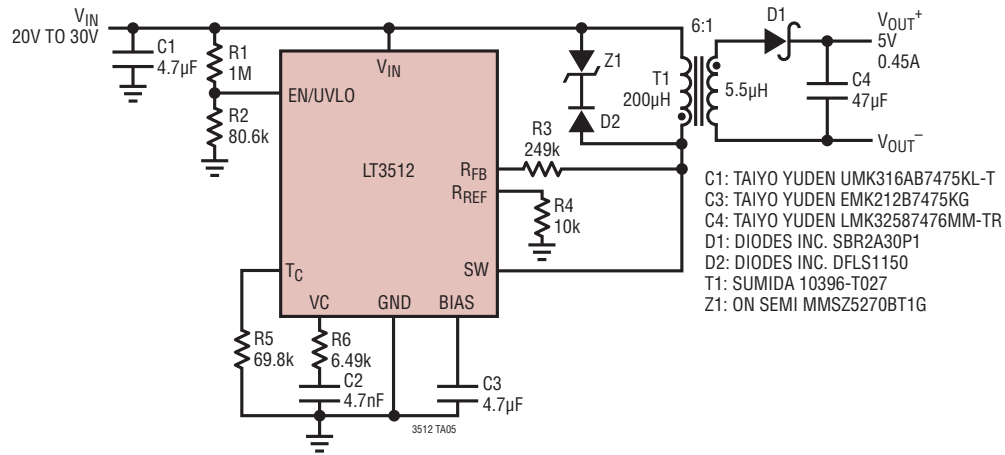 VIN
20V TO 30V
C1
4.7µF
R1
1M
R2
80.6k
EN/UVLO
VIN
LT3512
RFB
RREF
SW
TC
VC
GND
BIAS
Z1
D2
R3
249k
R4
10k
T1
200µH
6:1
5.5µH
D1
VOUT+
5V
0.45A
C4
47µF
VOUT–
R5
69.8k
R6
6.49k
C2
4.7nF
C3
4.7µF
3512 TA05
C1: TAIYO YUDEN UMK316AB7475KL-T
C3: TAIYO YUDEN EMK212B7475KG
C4: TAIYO YUDEN LMK32587476MM-TR
D1: DIODES INC. SBR2A30P1
D2: DIODES INC. DFLS1150
T1: SUMIDA 10396-T027
Z1: ON SEMI MMSZ5270BT1G